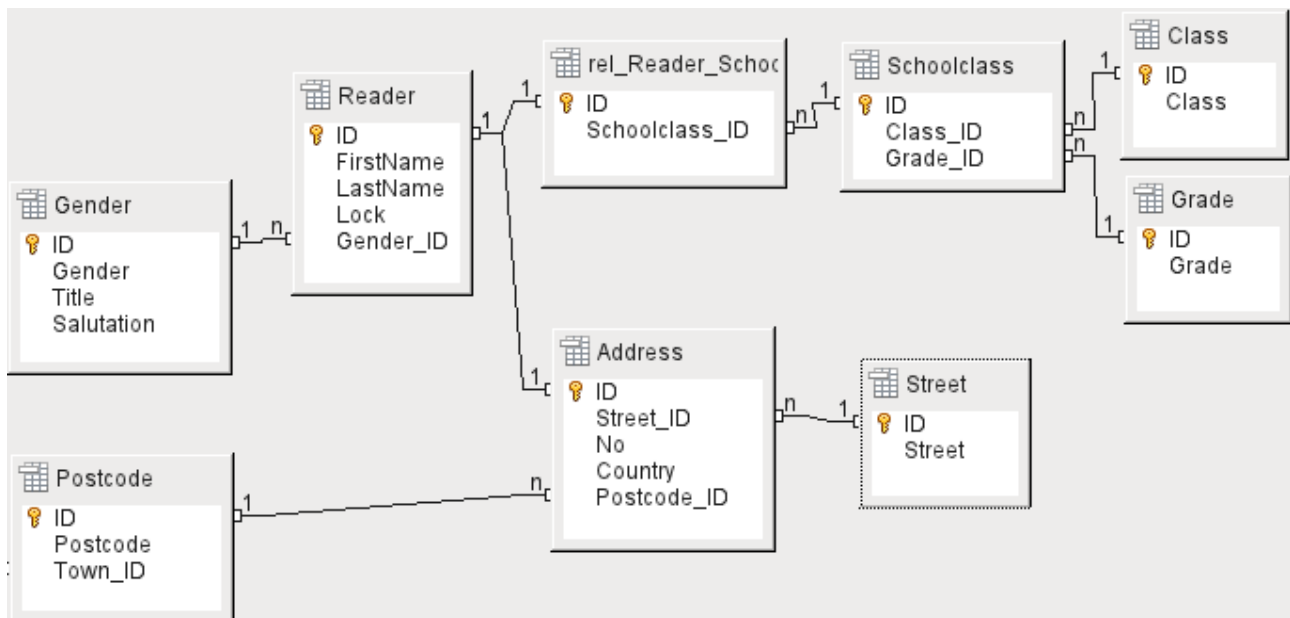 Gender
ID
Gender
Title
Salutation
1
n
Reader
ID
FirstName
LastName
Lock
Gender_ID
1
1
rel_Reader_Schoc
ID
Schoolclass_ID
n
1
Schoolclass
ID
Class_ID
Grade_ID
n
n
1
Class
ID
Class
1
Grade
ID
Grade
1
Address
ID
Street_ID
No
Country
Postcode_ID
n
1
Street
ID
Street
Postcode
ID
Postcode
Town_ID
1
n